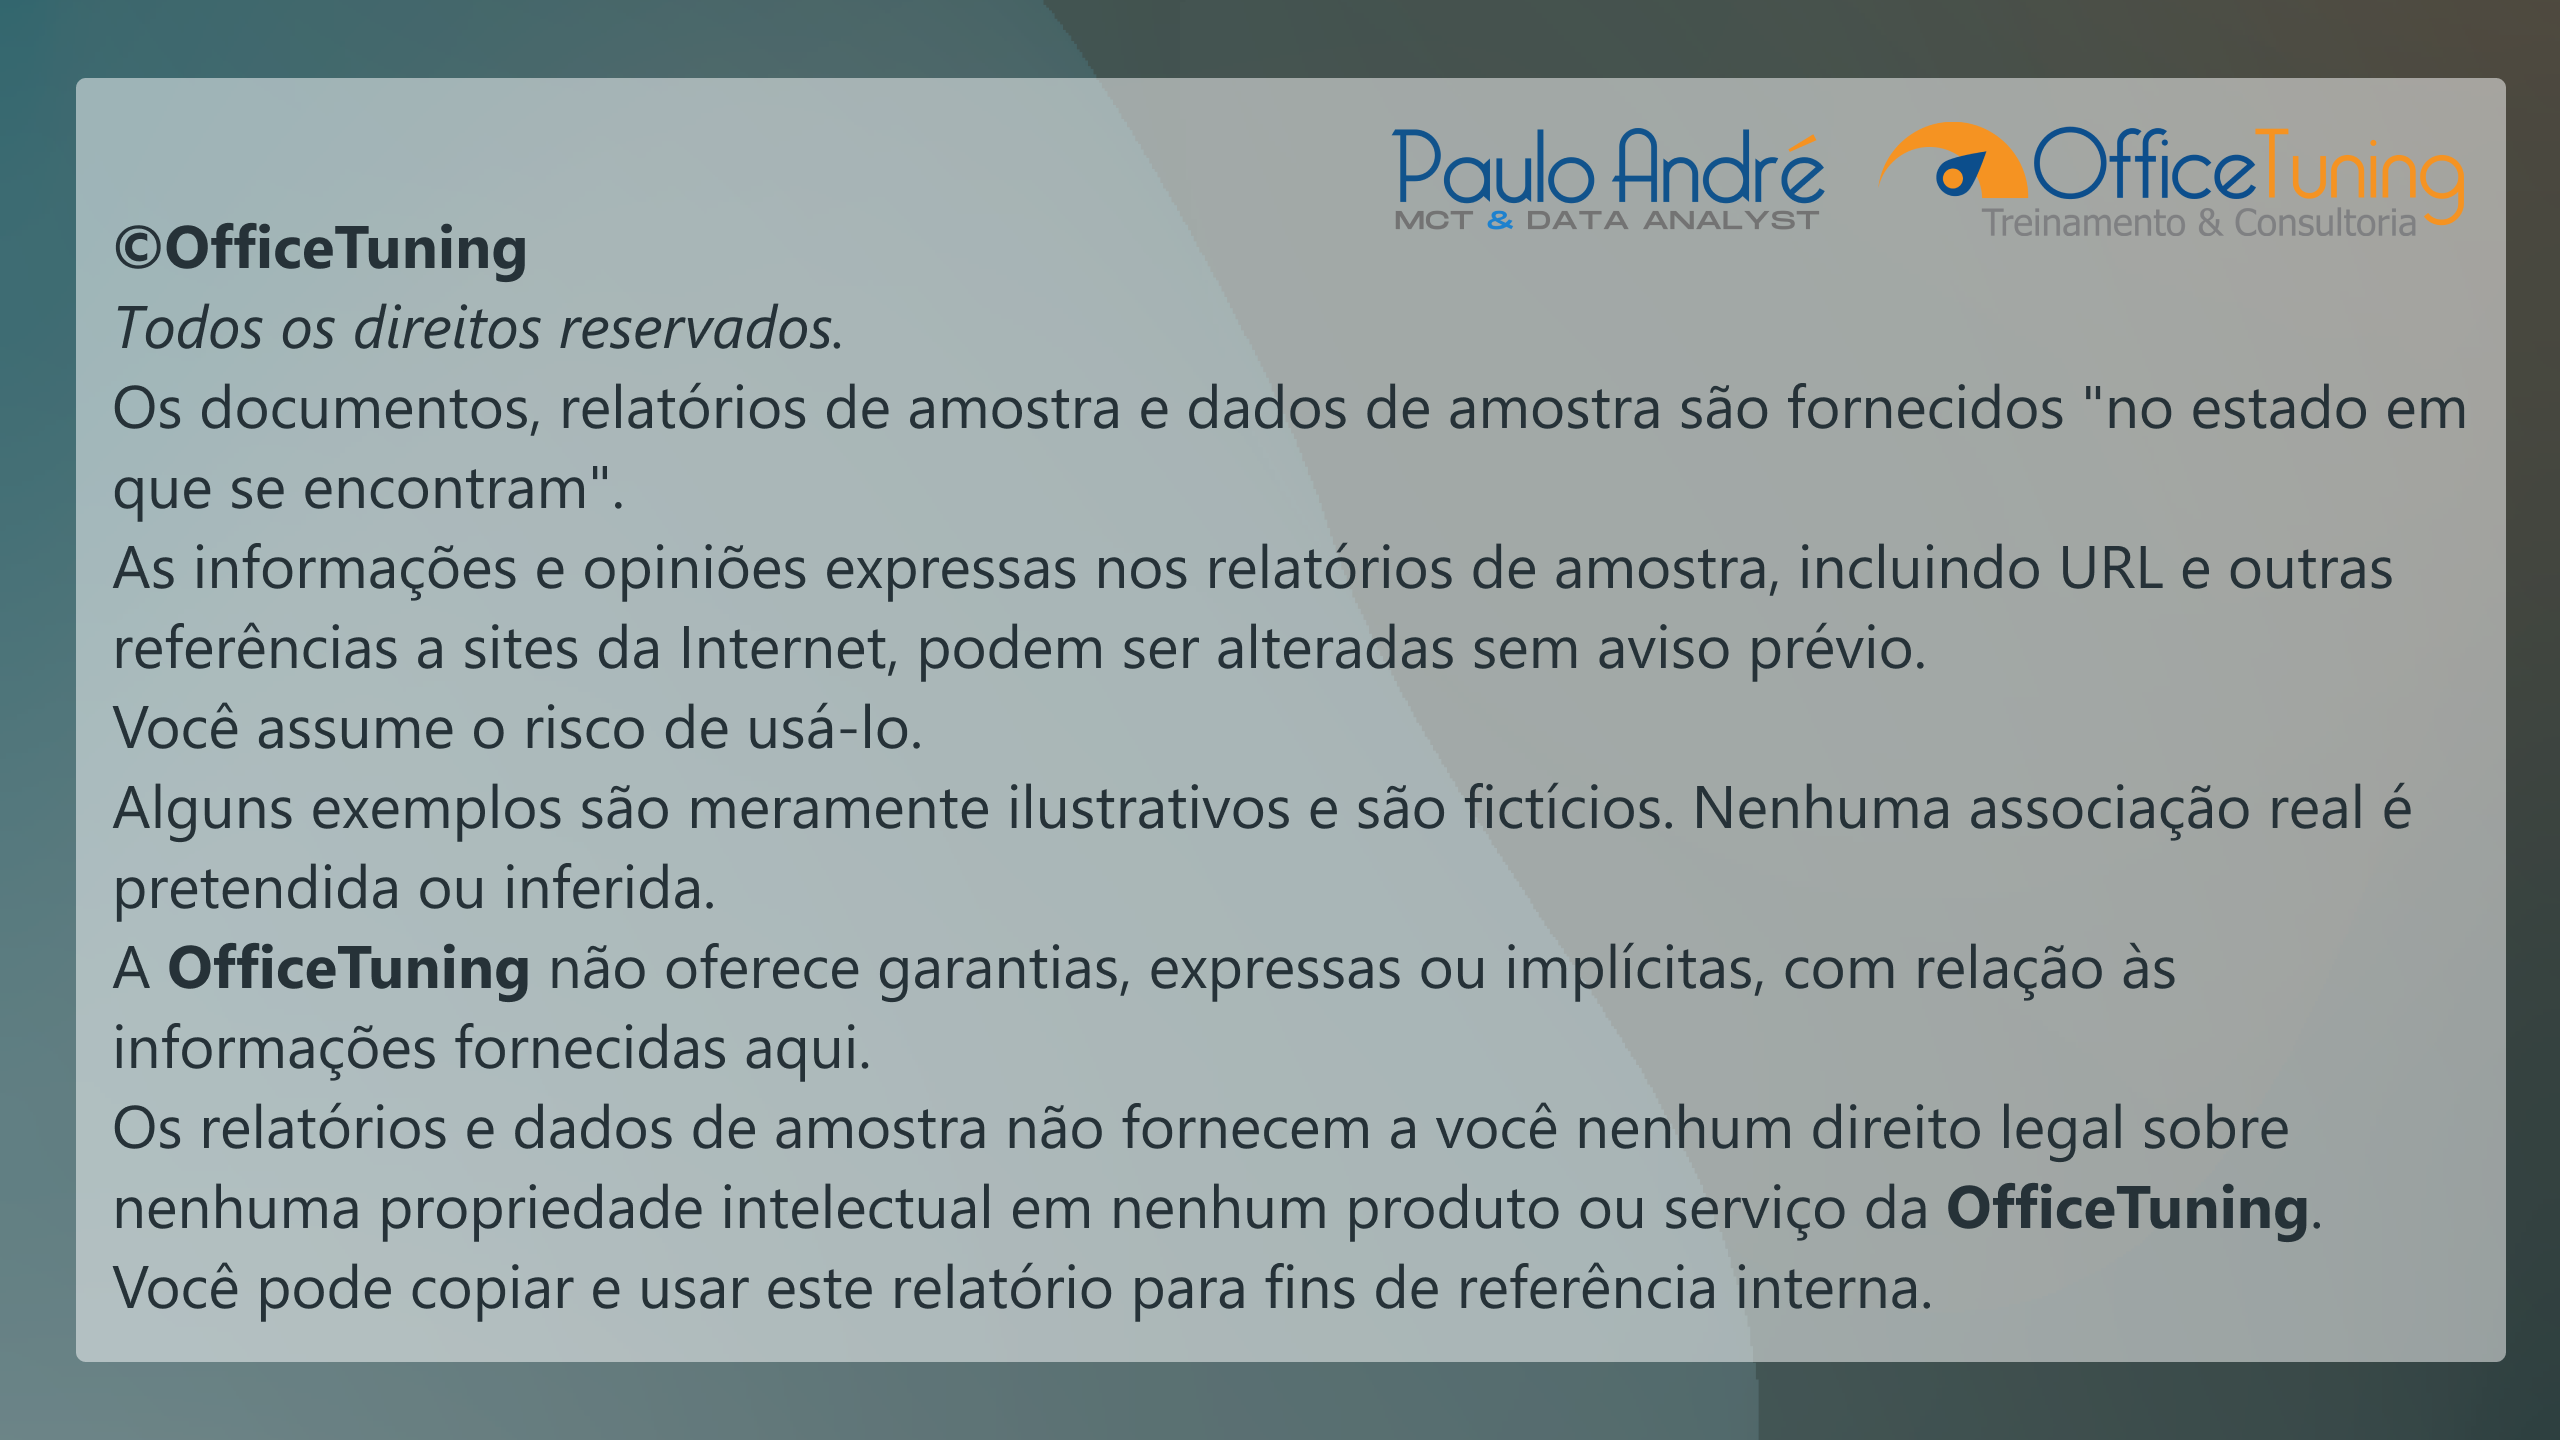 Paulo André
MCT & DATA ANALYST
OfficeTuning
Treinamento & Consultoria
©OfficeTuning
Todos os direitos reservados.
Os documentos, relatórios de amostra e dados de amostra são fornecidos "no estado em
que se encontram".
As informações e opiniões expressas nos relatórios de amostra, incluindo URL e outras
referências a sites da Internet, podem ser alteradas sem aviso prévio.
Você assume o risco de usá-lo.
Alguns exemplos são meramente ilustrativos e são fictícios. Nenhuma associação real é
pretendida ou inferida.
A OfficeTuning não oferece garantias, expressas ou implícitas, com relação às
informações fornecidas aqui.
Os relatórios e dados de amostra não fornecem a você nenhum direito legal sobre
nenhuma propriedade intelectual em nenhum produto ou serviço da OfficeTuning.
Você pode copiar e usar este relatório para fins de referência interna.